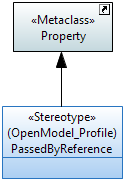 «Metaclass»
Property
«Stereotype»
(OpenModel_Profile)
PassedByReference